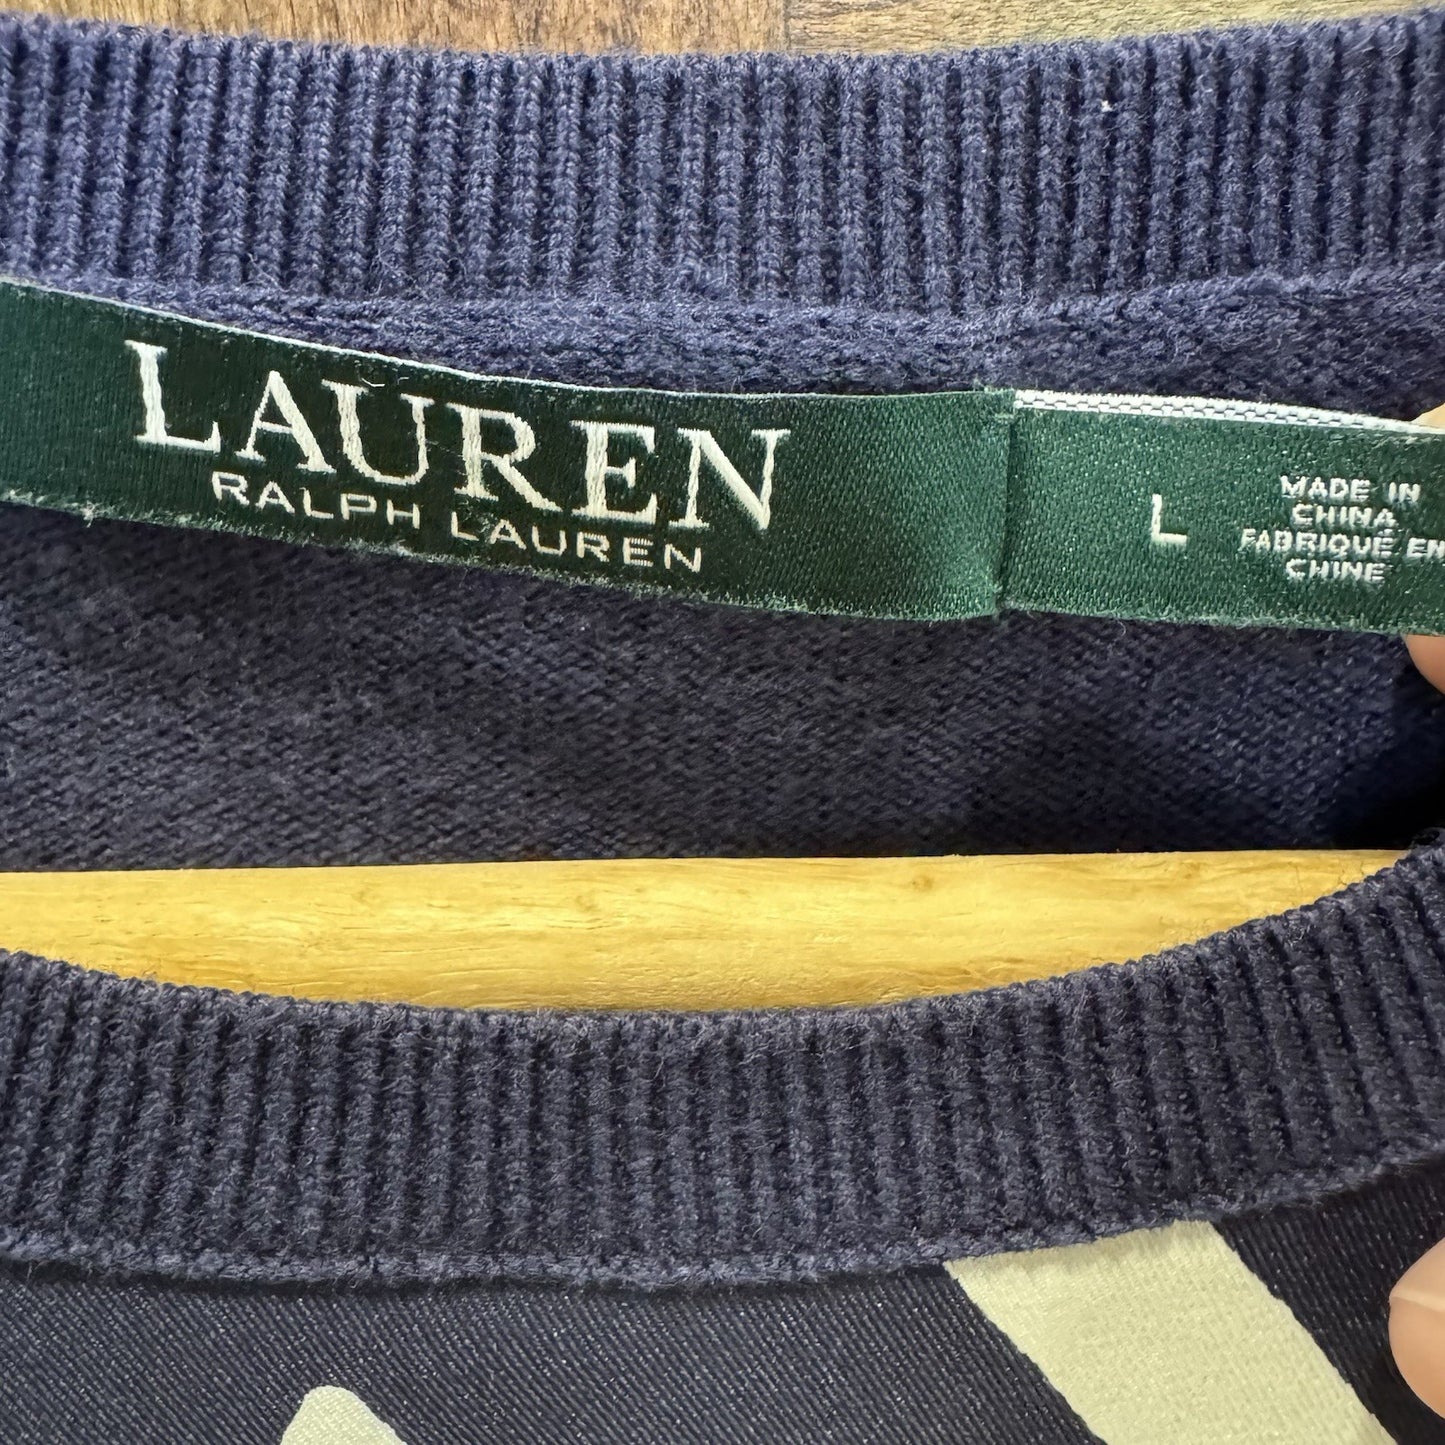 LAUREN
RALPH LAUREN
L
MADE IN
CHINA
FABRIQUÉ EN
CHINE